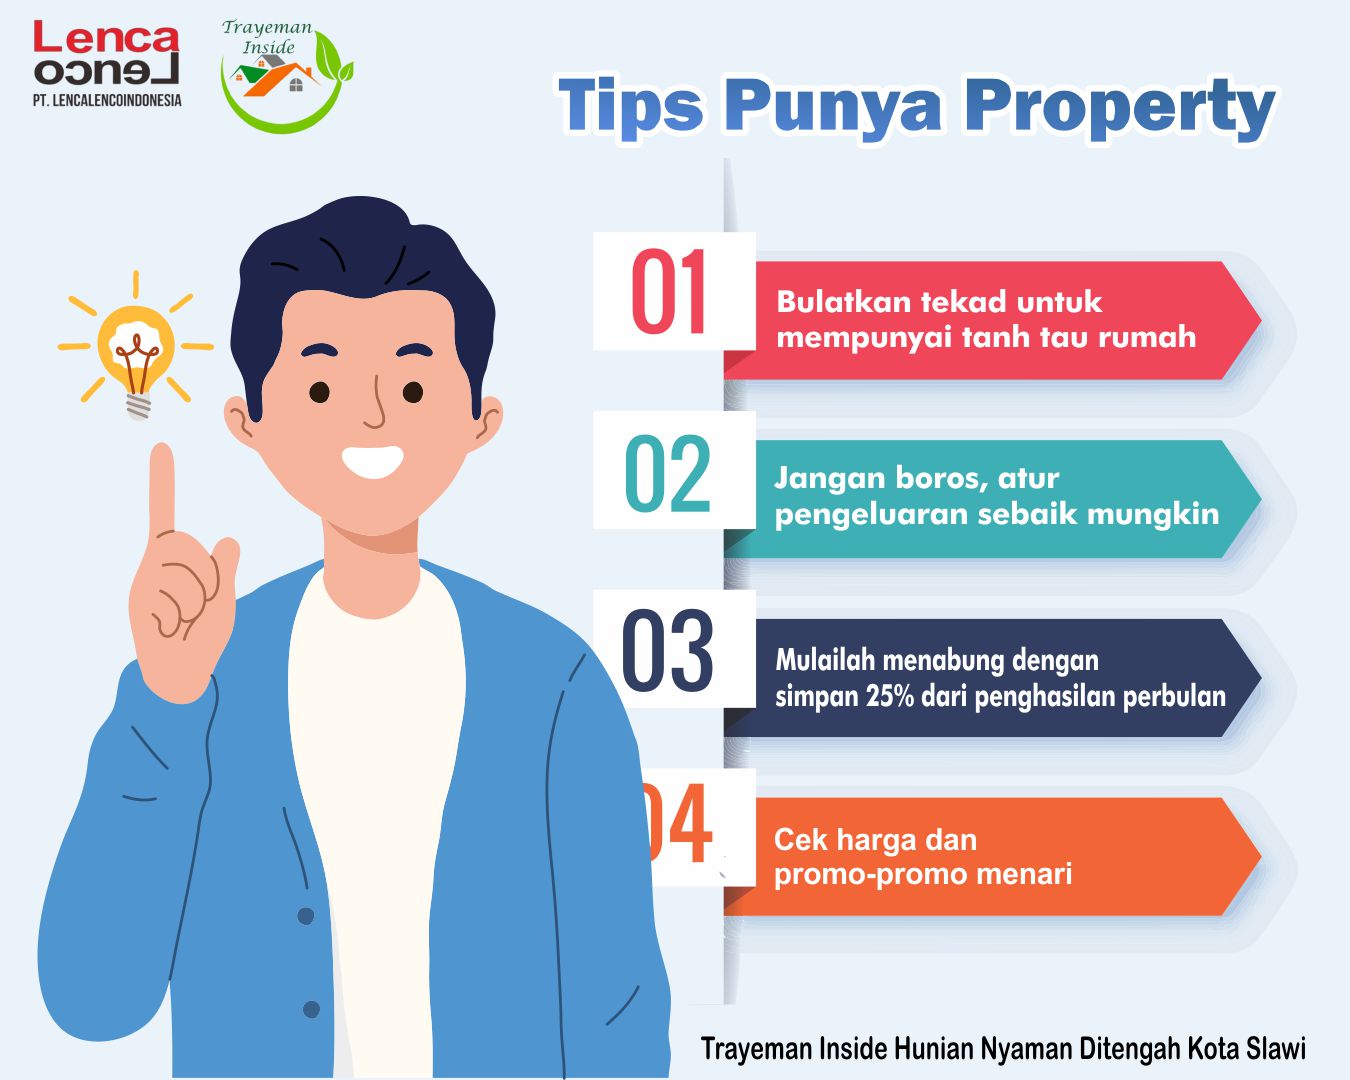 Lenca
Lenco
PT. LENCALENCOINDONESIA
Trayeman
Inside
Tips Punya Property
01
Bulatkan tekad untuk
mempunyai tanh tau rumah
02
Jangan boros, atur
pengeluaran sebaik mungkin
03
Mulailah menabung dengan
simpan 25% dari penghasilan perbulan
04
Cek harga dan
promo-promo menari
Trayeman Inside Hunian Nyaman Ditengah Kota Slawi